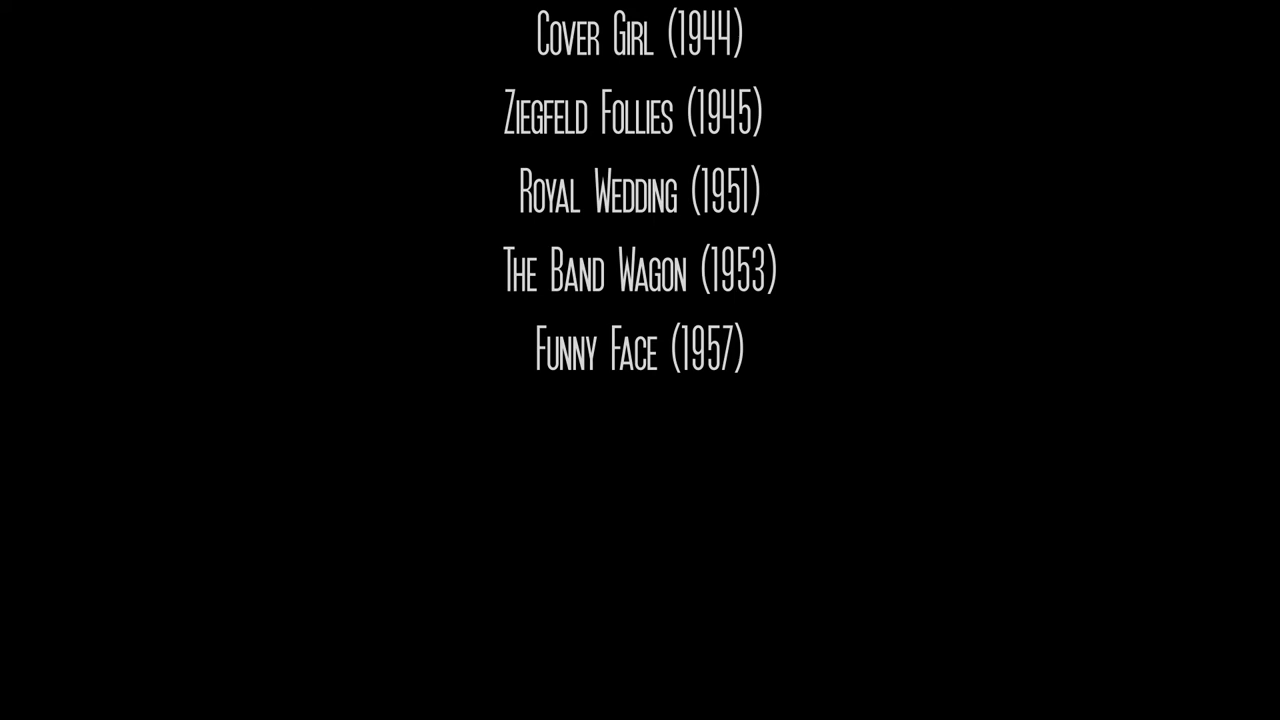 Cover Girl (1944)
Ziegfeld Follies (1945)
Royal Wedding (1951)
The Band Wagon (1953)
Funny Face (1957)